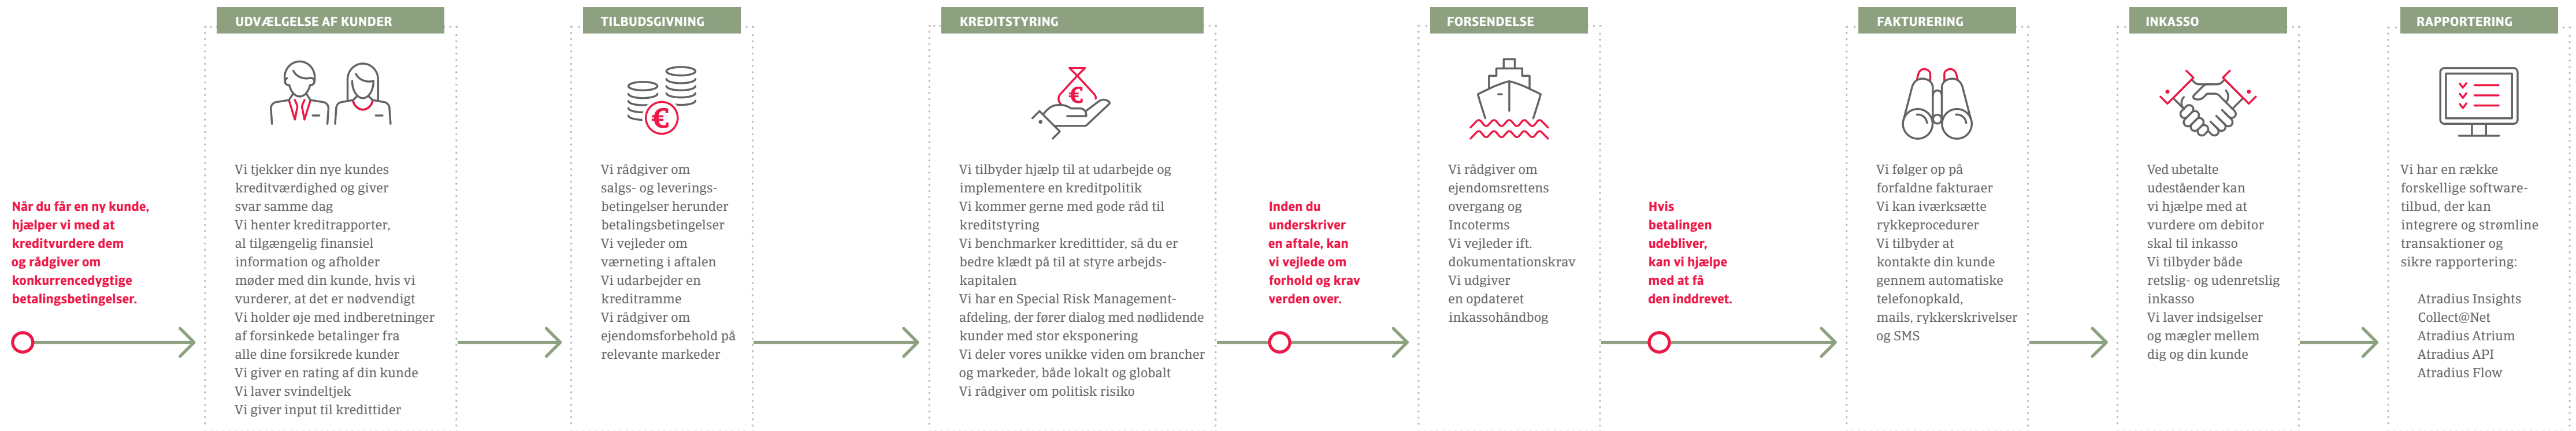 Når du får en ny kunde,
hjælper vi med at
kreditvurdere dem
og rådgiver om
konkurrencedygtige
betalingsbetingelser.
UDVÆLGELSE AF KUNDER
Vi tjekker din nye kundes
kreditværdighed og giver
svar samme dag
Vi henter kreditrapporter,
al tilgængelig finansiel
information og afholder
møder med din kunde, hvis vi
vurderer, at det er nødvendigt
Vi holder øje med indberetninger
af forsinkede betalinger fra
alle dine forsikrede kunder
Vi giver en rating af din kunde
Vi laver svindeltjek
Vi giver input til kredittider
TILBUDSGIVNING
€
Vi rådgiver om
salgs- og leverings-
betingelser herunder
betalingsbetingelser
Vi vejleder om
værneting i aftalen
Vi udarbejder en
kreditramme
Vi rådgiver om
ejendomsforbehold på
relevante markeder
KREDITSTYRING
€
Vi tilbyder hjælp til at udarbejde og
implementere en kreditpolitik
Vi kommer gerne med gode råd til
kreditstyring
Vi benchmarker kredittider, så du er
bedre klædt på til at styre arbejds-
kapitalen
Vi har en Special Risk Management-
afdeling, der fører dialog med nødlidende
kunder med stor eksponering
Vi deler vores unikke viden om brancher
og markeder, både lokalt og globalt
Vi rådgiver om politisk risiko
Inden du
underskriver
en aftale, kan
vi vejlede om
forhold og krav
verden over.
FORSENDELSE
Vi rådgiver om
ejendomsrettens
overgang og
Incoterms
Vi vejleder ift.
dokumentationskrav
Vi udgiver
en opdateret
inkassohåndbog
Hvis
betalingen
udebliver,
kan vi hjælpe
med at få
den inddrevet.
FAKTURERING
Vi følger op på
forfaldne fakturaer
Vi kan iværksætte
rykkeprocedurer
Vi tilbyder at
kontakte din kunde
gennem automatiske
telefonopkald,
mails, rykkerskrivelser
og SMS
INKASSO
Ved ubetalte
udeståender kan
vi hjælpe med at
vurdere om debitor
skal til inkasso
Vi tilbyder både
retslig- og udenretslig
inkasso
Vi laver indsigelser
og mægler mellem
dig og din kunde
RAPPORTERING
Vi har en række
forskellige software-
tilbud, der kan
integrere og strømline
transaktioner og
sikre rapportering:
Atradius Insights
Collect@Net
Atradius Atrium
Atradius API
Atradius Flow